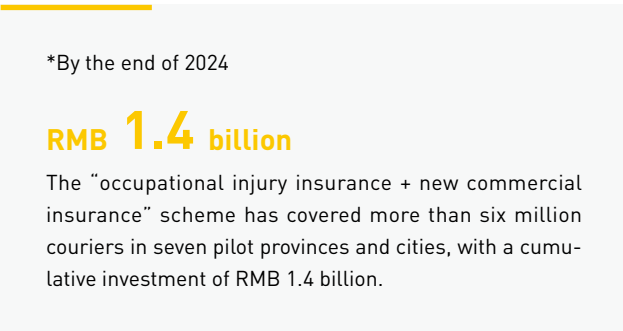 *By the end of 2024
RMB 1.4 billion
The “occupational injury insurance + new commercial
insurance” scheme has covered more than six million
couriers in seven pilot provinces and cities, with a cumu-
lative investment of RMB 1.4 billion.